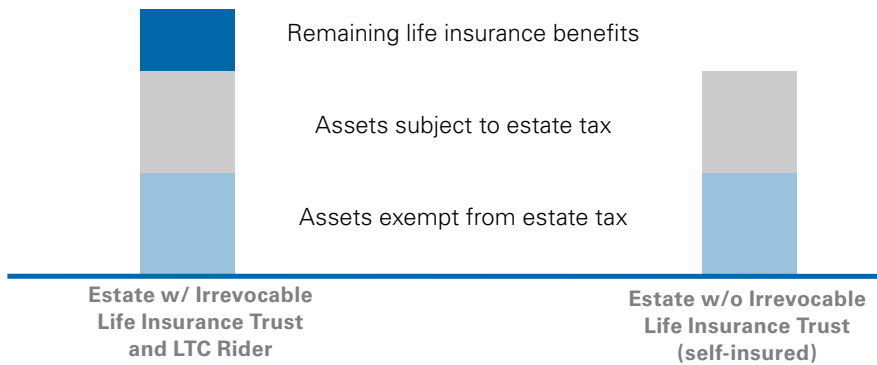 Remaining life insurance benefits
Assets subject to estate tax
Assets exempt from estate tax
Estate w/ Irrevocable
Life Insurance Trust
and LTC Rider
Estate w/o Irrevocable
Life Insurance Trust
(self-insured)